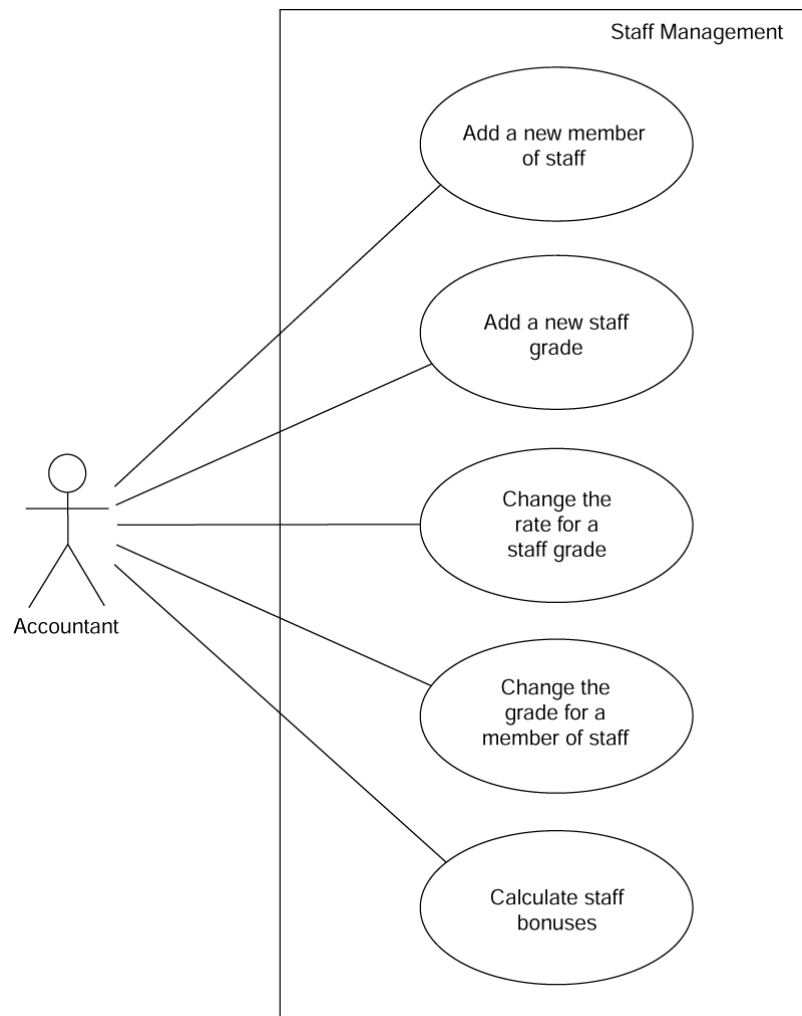 Staff Management
Add a new member
of staff
Add a new staff
grade
Change the
rate for a
staff grade
Accountant
Change the
grade for a
member of staff
Calculate staff
bonuses